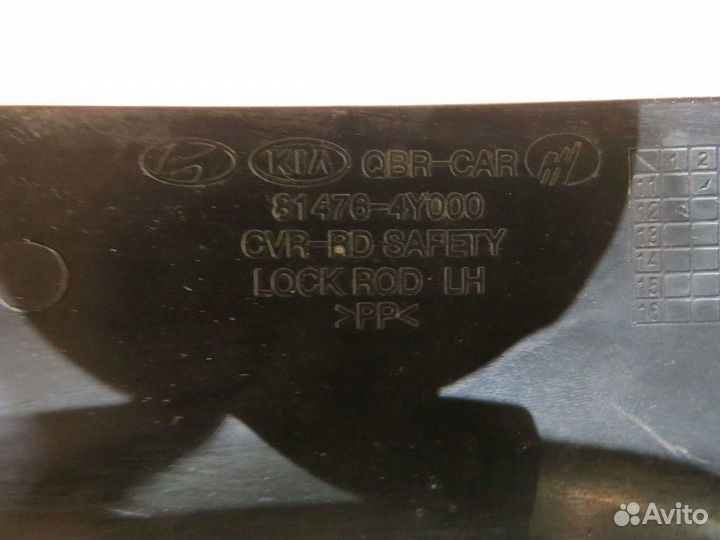 KIA QBR-CAR
81476-4Y000
CVR-RD SAFETY
LOCK ROD LH
>PP<
1 2
11
12
13
14
15
16
Avito